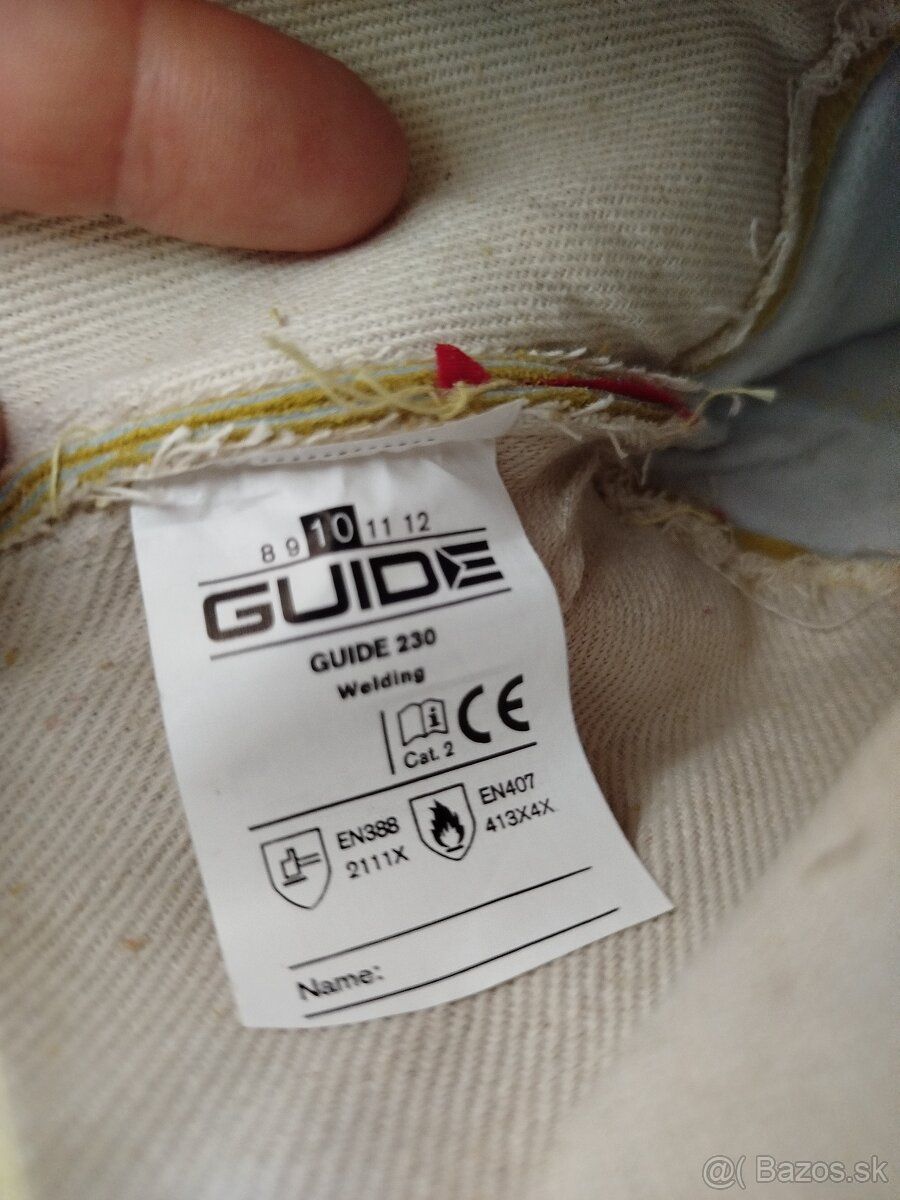 8 9 10 11 12
GUIDE
GUIDE 230
Welding
i
CE
Cat. 2
EN388
2111X
EN407
413X4X
Name:
@( Bazos.sk